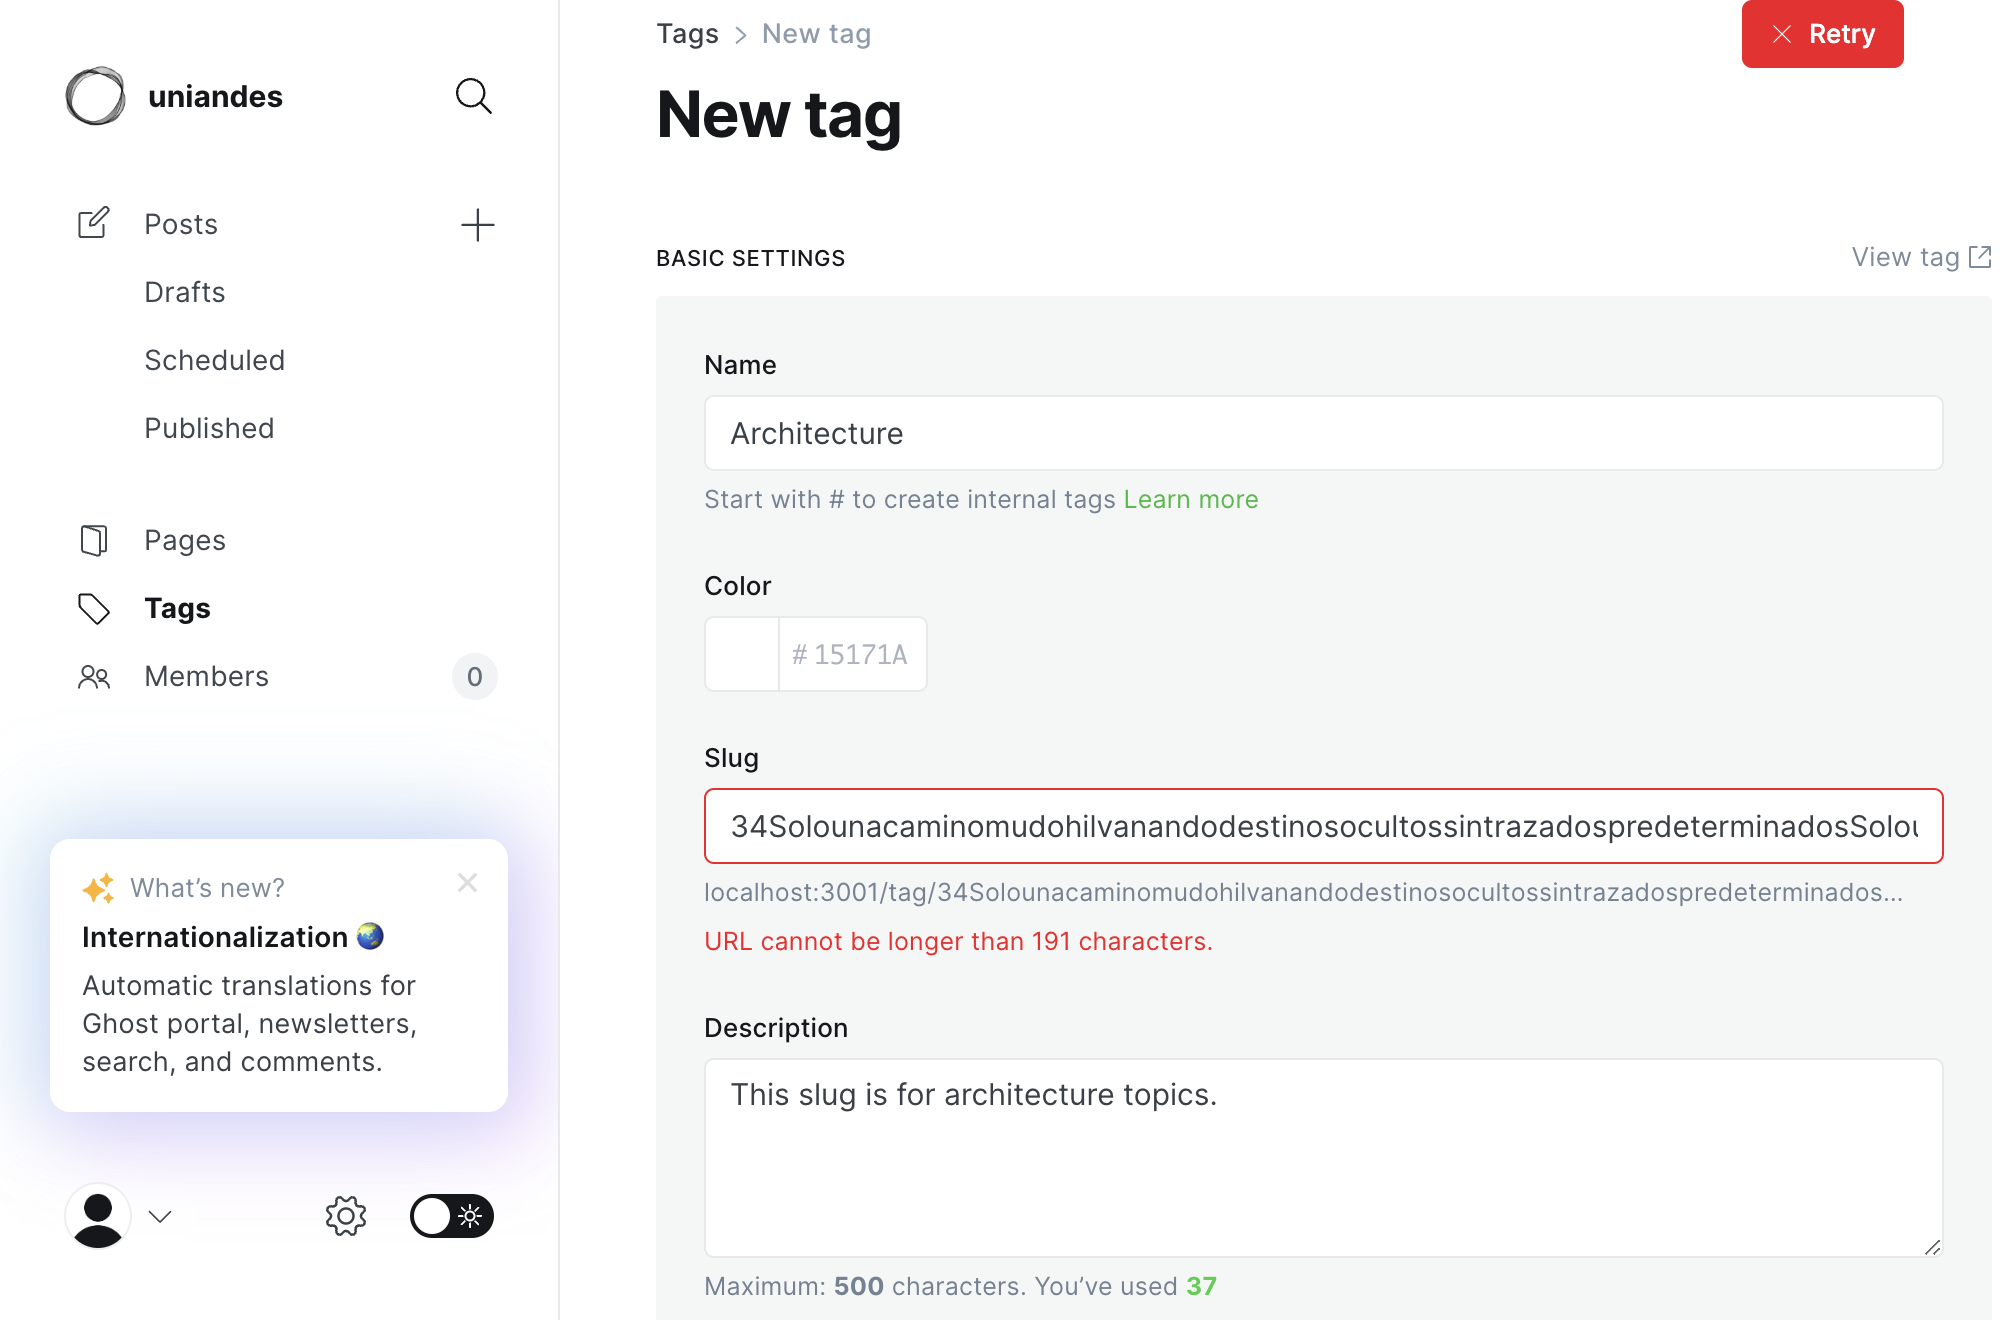 uniandes
Posts
Drafts
Scheduled
Published
Pages
Tags
Members
0
What's new?
Internationalization
Automatic translations for
Ghost portal, newsletters,
search, and comments.
Tags > New tag
Retry
New tag
BASIC SETTINGS
View tag
Name
Architecture
Start with # to create internal tags Learn more
Color
# 15171A
Slug
34SolounacaminomudohilvanandodestinosocultossintrazadospredeterminadosSolou
localhost:3001/tag/34Solounacaminomudohilvanandodestinosocultossintrazadospredeterminados...
URL cannot be longer than 191 characters.
Description
This slug is for architecture topics.
Maximum: 500 characters. You've used 37